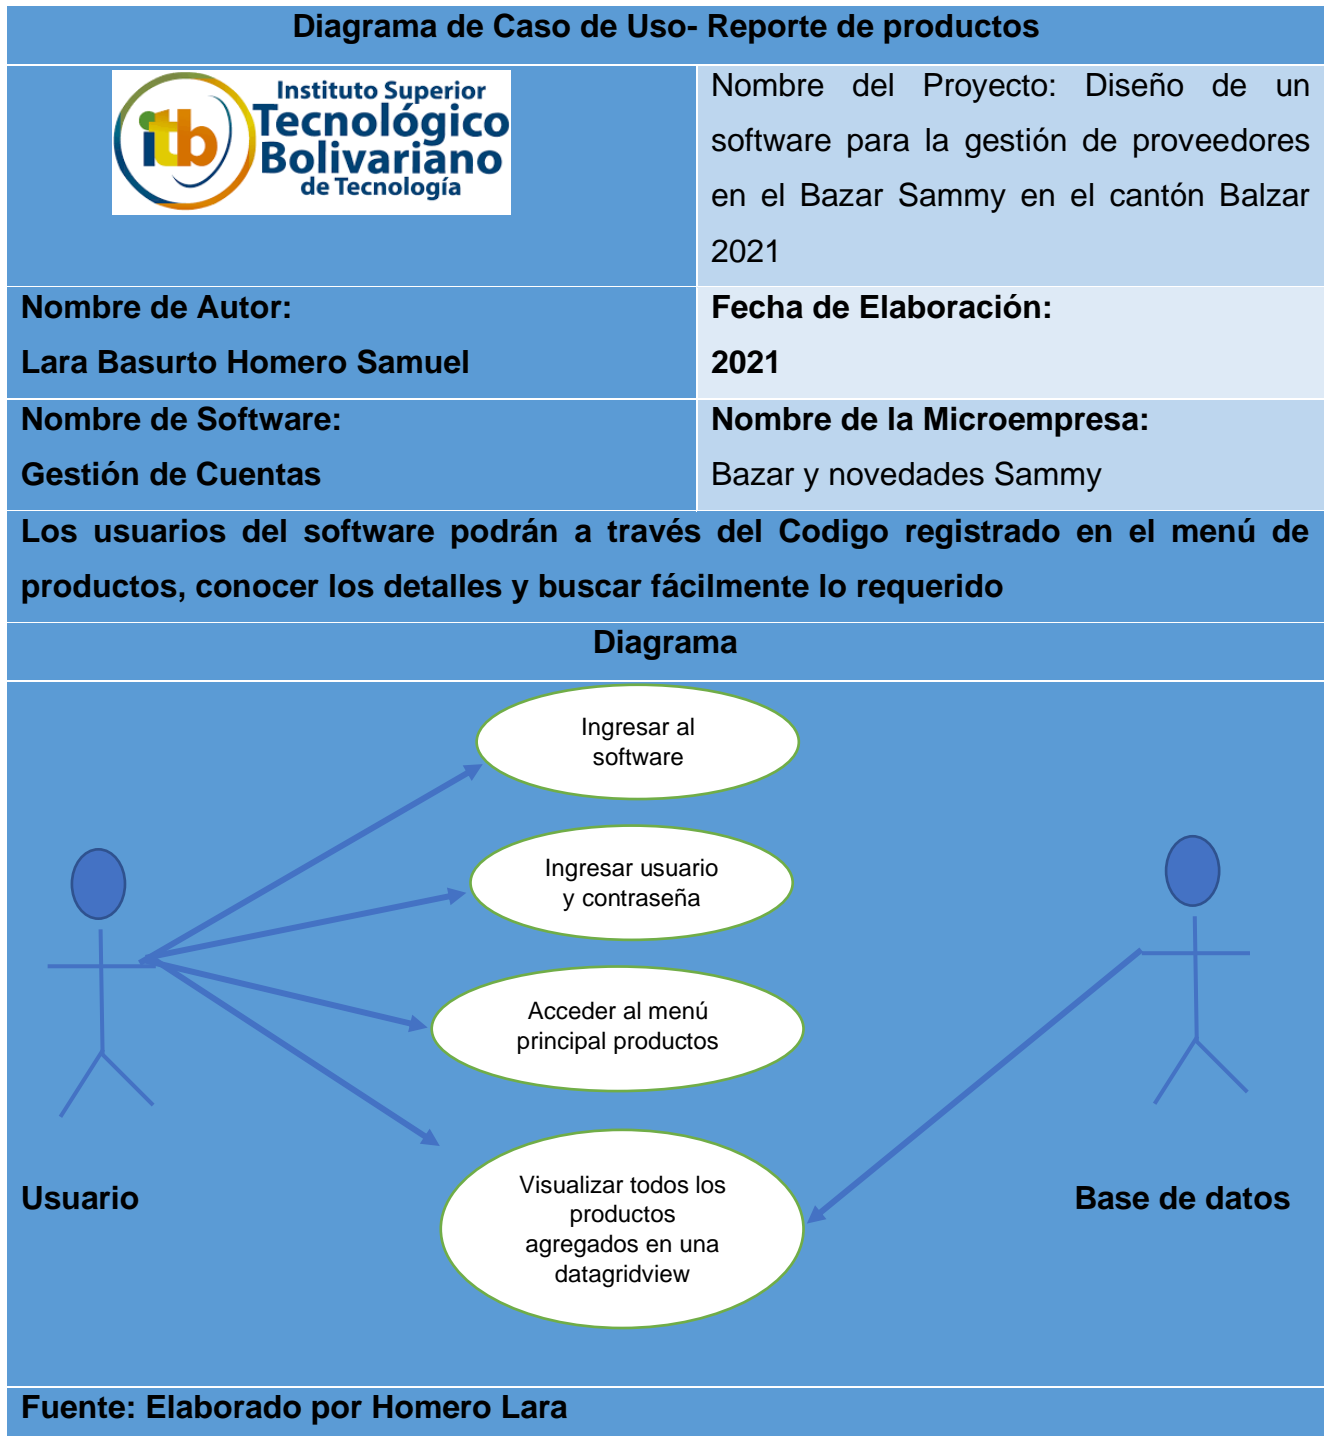 Diagrama de Caso de Uso- Reporte de productos
itb
Instituto Superior
Tecnológico
Bolivariano
de Tecnología
Nombre del Proyecto: Diseño de un
software para la gestión de proveedores
en el Bazar Sammy en el cantón Balzar
2021
Nombre de Autor:
Lara Basurto Homero Samuel
Fecha de Elaboración:
2021
Nombre de Software:
Gestión de Cuentas
Nombre de la Microempresa:
Bazar y novedades Sammy
Los usuarios del software podrán a través del Codigo registrado en el menú de
productos, conocer los detalles y buscar fácilmente lo requerido
Diagrama
Ingresar al
software
Ingresar usuario
y contraseña
Acceder al menú
principal productos
Visualizar todos los
productos
agregados en una
datagridview
Usuario
Base de datos
Fuente: Elaborado por Homero Lara